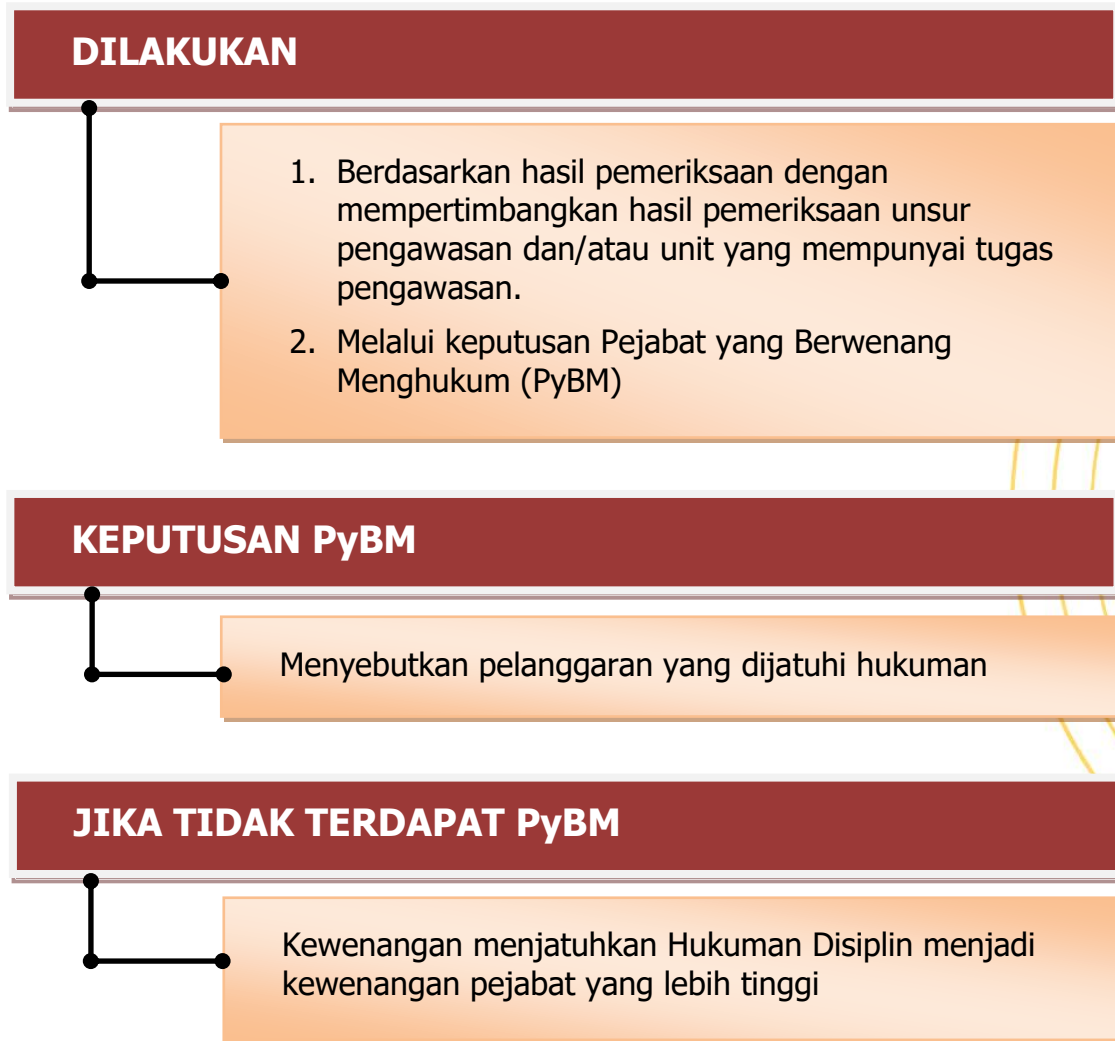 DILAKUKAN
1. Berdasarkan hasil pemeriksaan dengan
mempertimbangkan hasil pemeriksaan unsur
pengawasan dan/atau unit yang mempunyai tugas
pengawasan.
2. Melalui keputusan Pejabat yang Berwenang
Menghukum (PyBM)
KEPUTUSAN PyBM
Menyebutkan pelanggaran yang dijatuhi hukuman
JIKA TIDAK TERDAPAT PyBM
Kewenangan menjatuhkan Hukuman Disiplin menjadi
kewenangan pejabat yang lebih tinggi